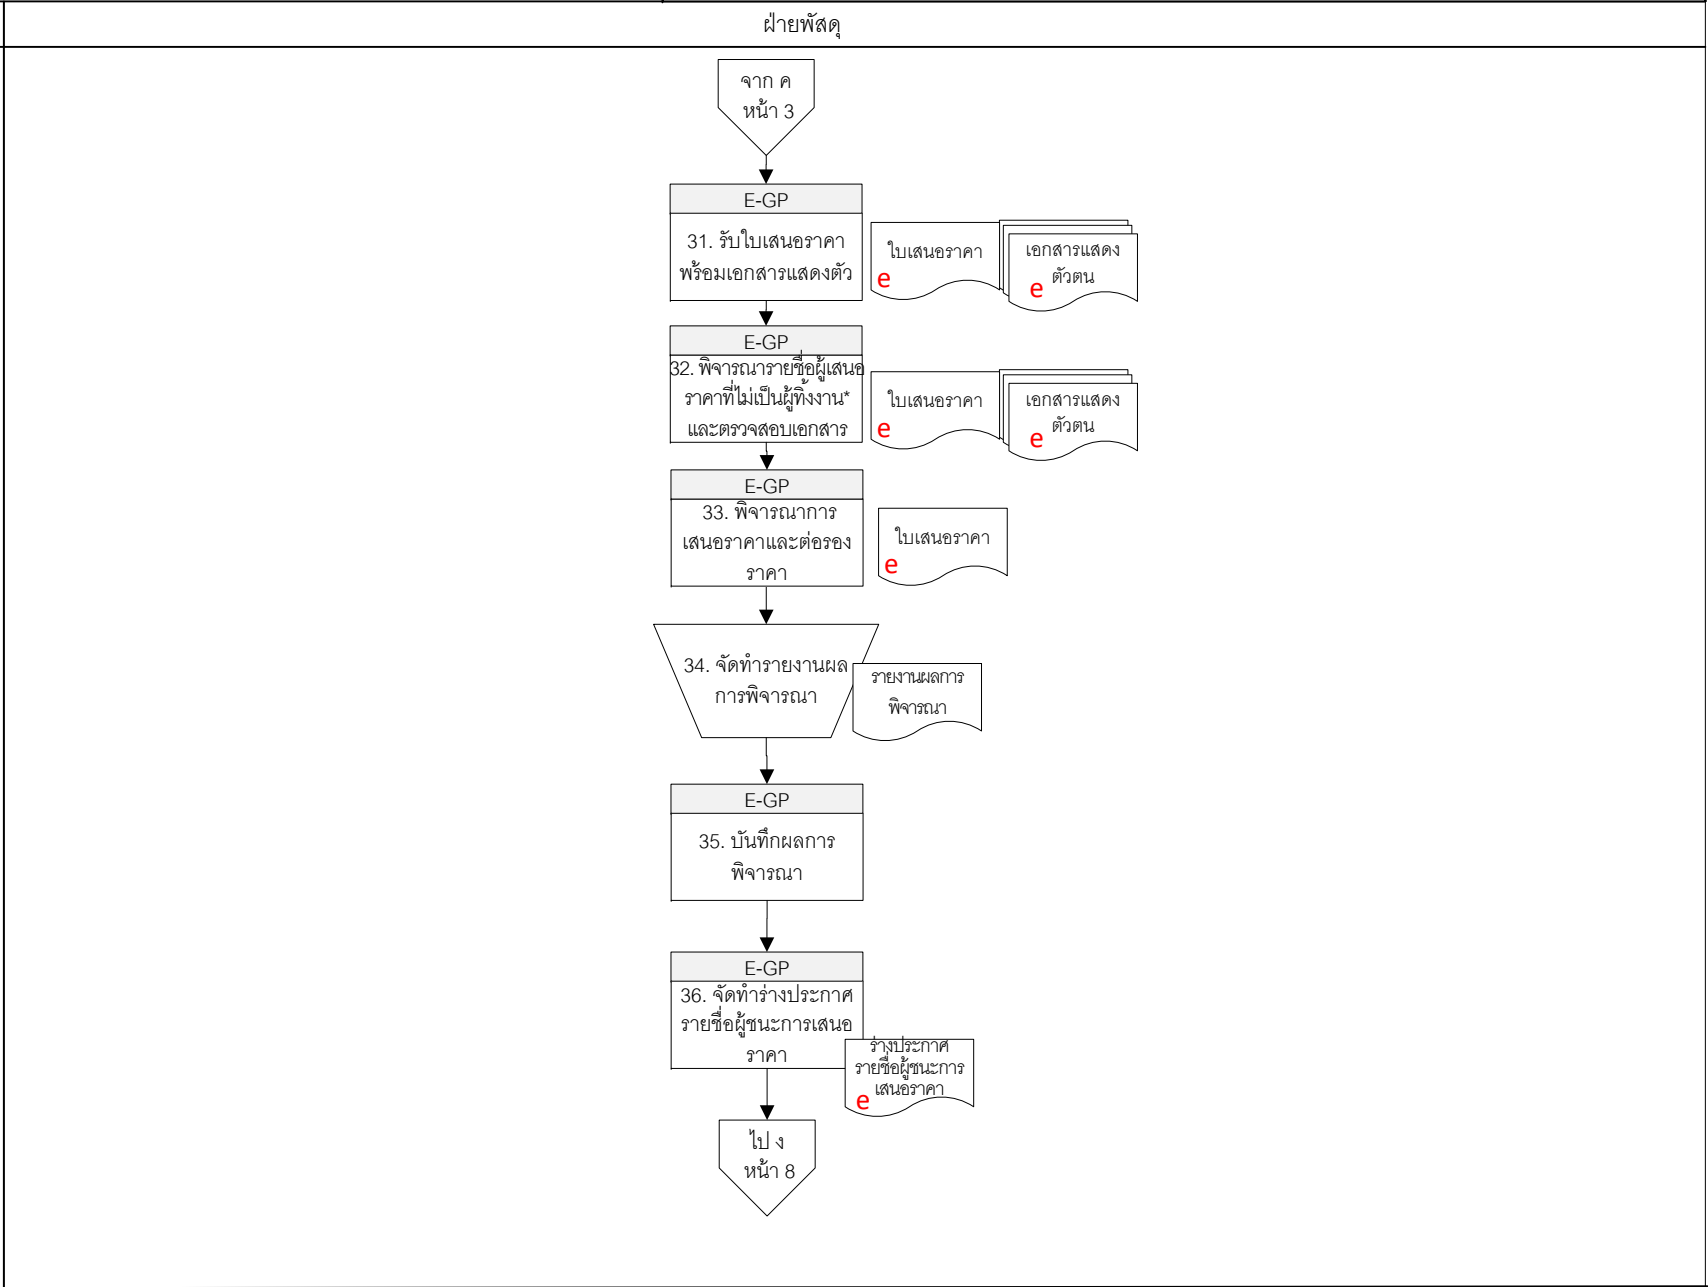 ฝ่ายพัสดุ
จาก ค
หน้า 3
E-GP
31. รับใบเสนอราคา
พร้อมเอกสารแสดงตัว
ใบเสนอราคา
e
เอกสารแสดง
ตัวตน
e
E-GP
32. พิจารณารายชื่อผู้เสนอ
ราคาที่ไม่เป็นผู้ทิ้งงาน*
และตรวจสอบเอกสาร
ใบเสนอราคา
e
เอกสารแสดง
ตัวตน
e
E-GP
33. พิจารณาการ
เสนอราคาและต่อรอง
ราคา
ใบเสนอราคา
e
34. จัดทำรายงานผล
การพิจารณา
รายงานผลการ
พิจารณา
E-GP
35. บันทึกผลการ
พิจารณา
E-GP
36. จัดทำร่างประกาศ
รายชื่อผู้ชนะการเสนอ
ราคา
ร่างประกาศ
รายชื่อผู้ชนะการ
เสนอราคา
e
ไป ง
หน้า 8